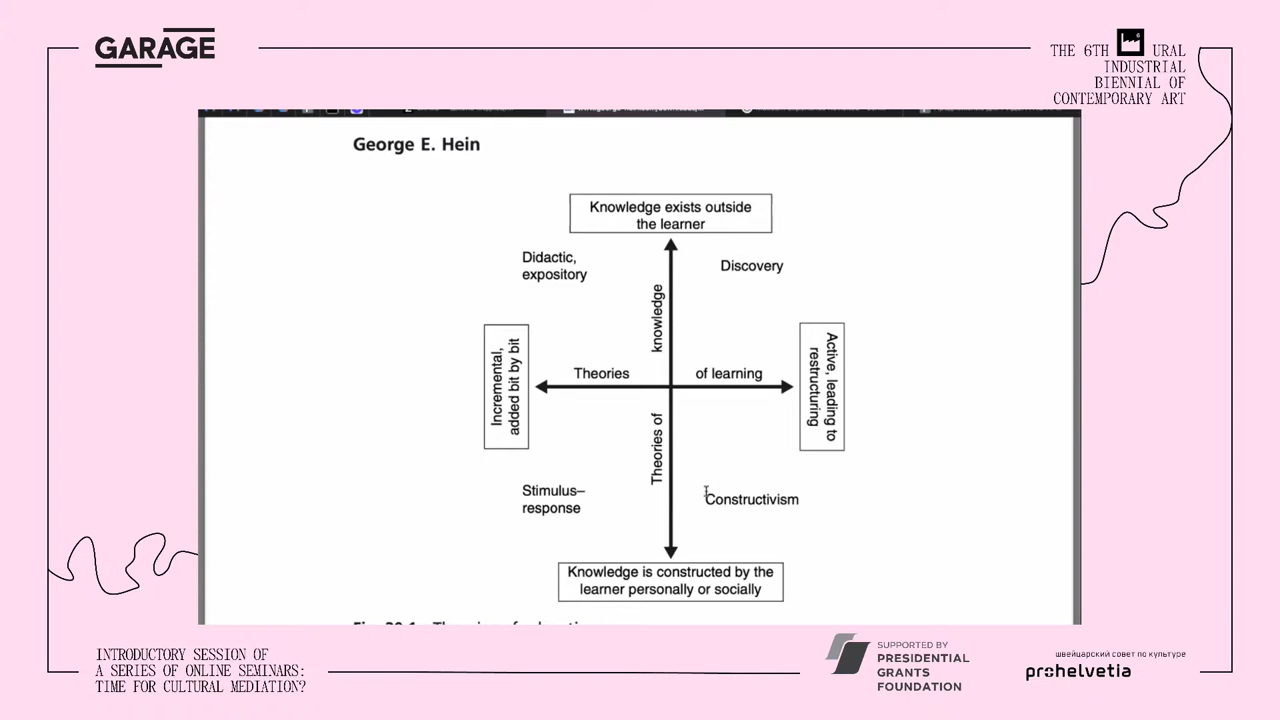 GARAGE
THE 6TH URAL
INDUSTRIAL
BIENNIAL OF
CONTEMPORARY ART
George E. Hein
Knowledge exists outside
the learner
Didactic,
expository
Discovery
knowledge
Incremental,
added bit by bit
Theories
of learning
Active, leading to
restructuring
Theories of
Stimulus–
response
Constructivism
Knowledge is constructed by the
learner personally or socially
INTRODUCTORY SESSION OF
A SERIES OF ONLINE SEMINARS:
TIME FOR CULTURAL MEDIATION?
SUPPORTED BY
PRESIDENTIAL
GRANTS
FOUNDATION
швейцарский совет по культуре
prohelvetia